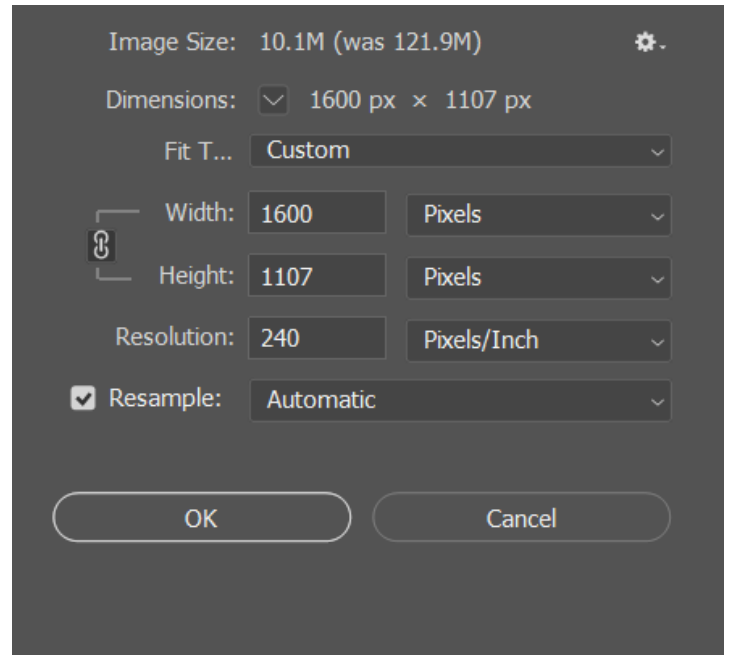 Image Size: 10.1M (was 121.9M)
Dimensions: 1600 px × 1107 px
Fit T... Custom
Width: 1600 Pixels
Height: 1107 Pixels
Resolution: 240 Pixels/Inch
Resample: Automatic
OK Cancel